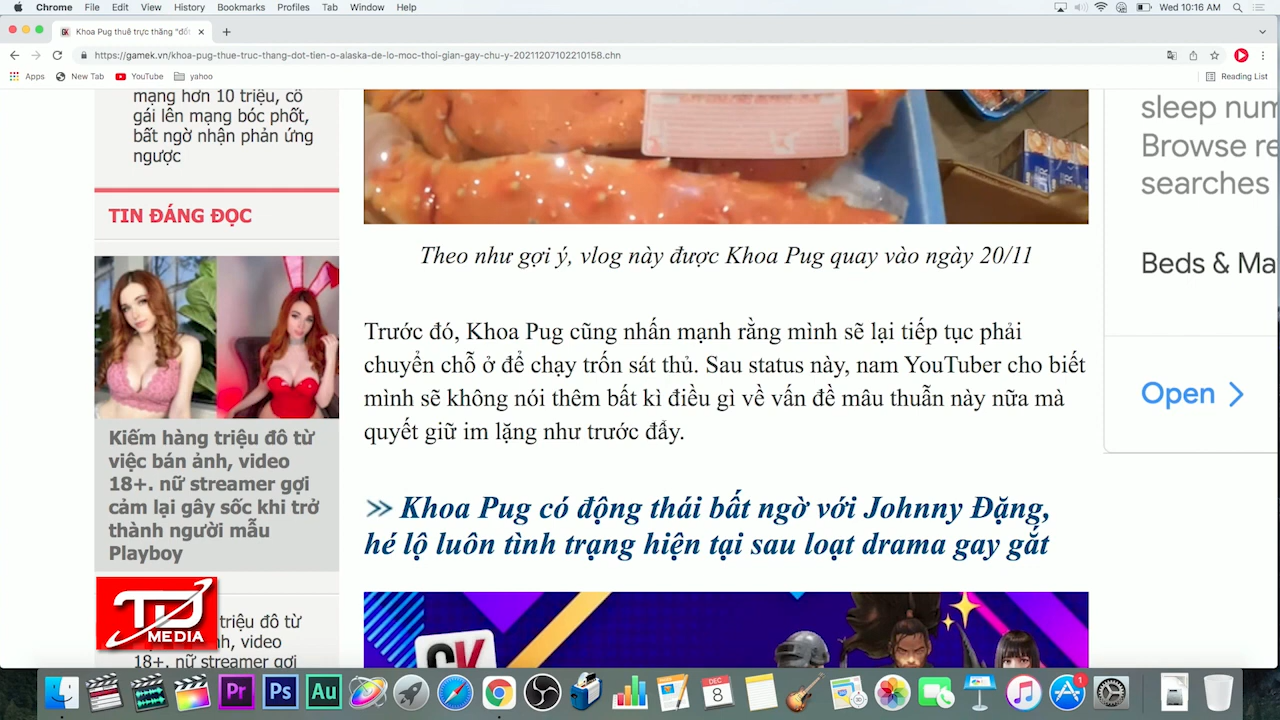 Chrome File Edit View History Bookmarks Profiles Tab Window Help
Wed 10:16 AM
Khoa Pug thuê trực thăng "đốt
https://gamek.vn/khoa-pug-thue-truc-thang-dot-tien-o-alaska-de-lo-moc-thoi-gian-gay-chu-y-20211207102210158.chn
Apps New Tab YouTube yahoo
Reading List
mạng hơn 10 triệu, cô
gái lên mạng bóc phốt,
bất ngờ nhận phản ứng
ngược
TIN ĐÁNG ĐỌC
Kiếm hàng triệu đô từ
việc bán ảnh, video
18+. nữ streamer gợi
cảm lại gây sốc khi trở
thành người mẫu
Playboy
TD
MEDIA
triệu đô từ
nh, video
18+. nữ streamer gợi
Theo như gợi ý, vlog này được Khoa Pug quay vào ngày 20/11
Trước đó, Khoa Pug cũng nhấn mạnh rằng mình sẽ lại tiếp tục phải
chuyển chỗ ở để chạy trốn sát thủ. Sau status này, nam YouTuber cho biết
mình sẽ không nói thêm bất kì điều gì về vấn đề mâu thuẫn này nữa mà
quyết giữ im lặng như trước đẩy.
>> Khoa Pug có động thái bất ngờ với Johnny Đặng,
hé lộ luôn tình trạng hiện tại sau loạt drama gay gắt
GK
sleep num
Browse re
searches
Beds & Ma
Open
Pr Ps Au
DEC
8
30
1